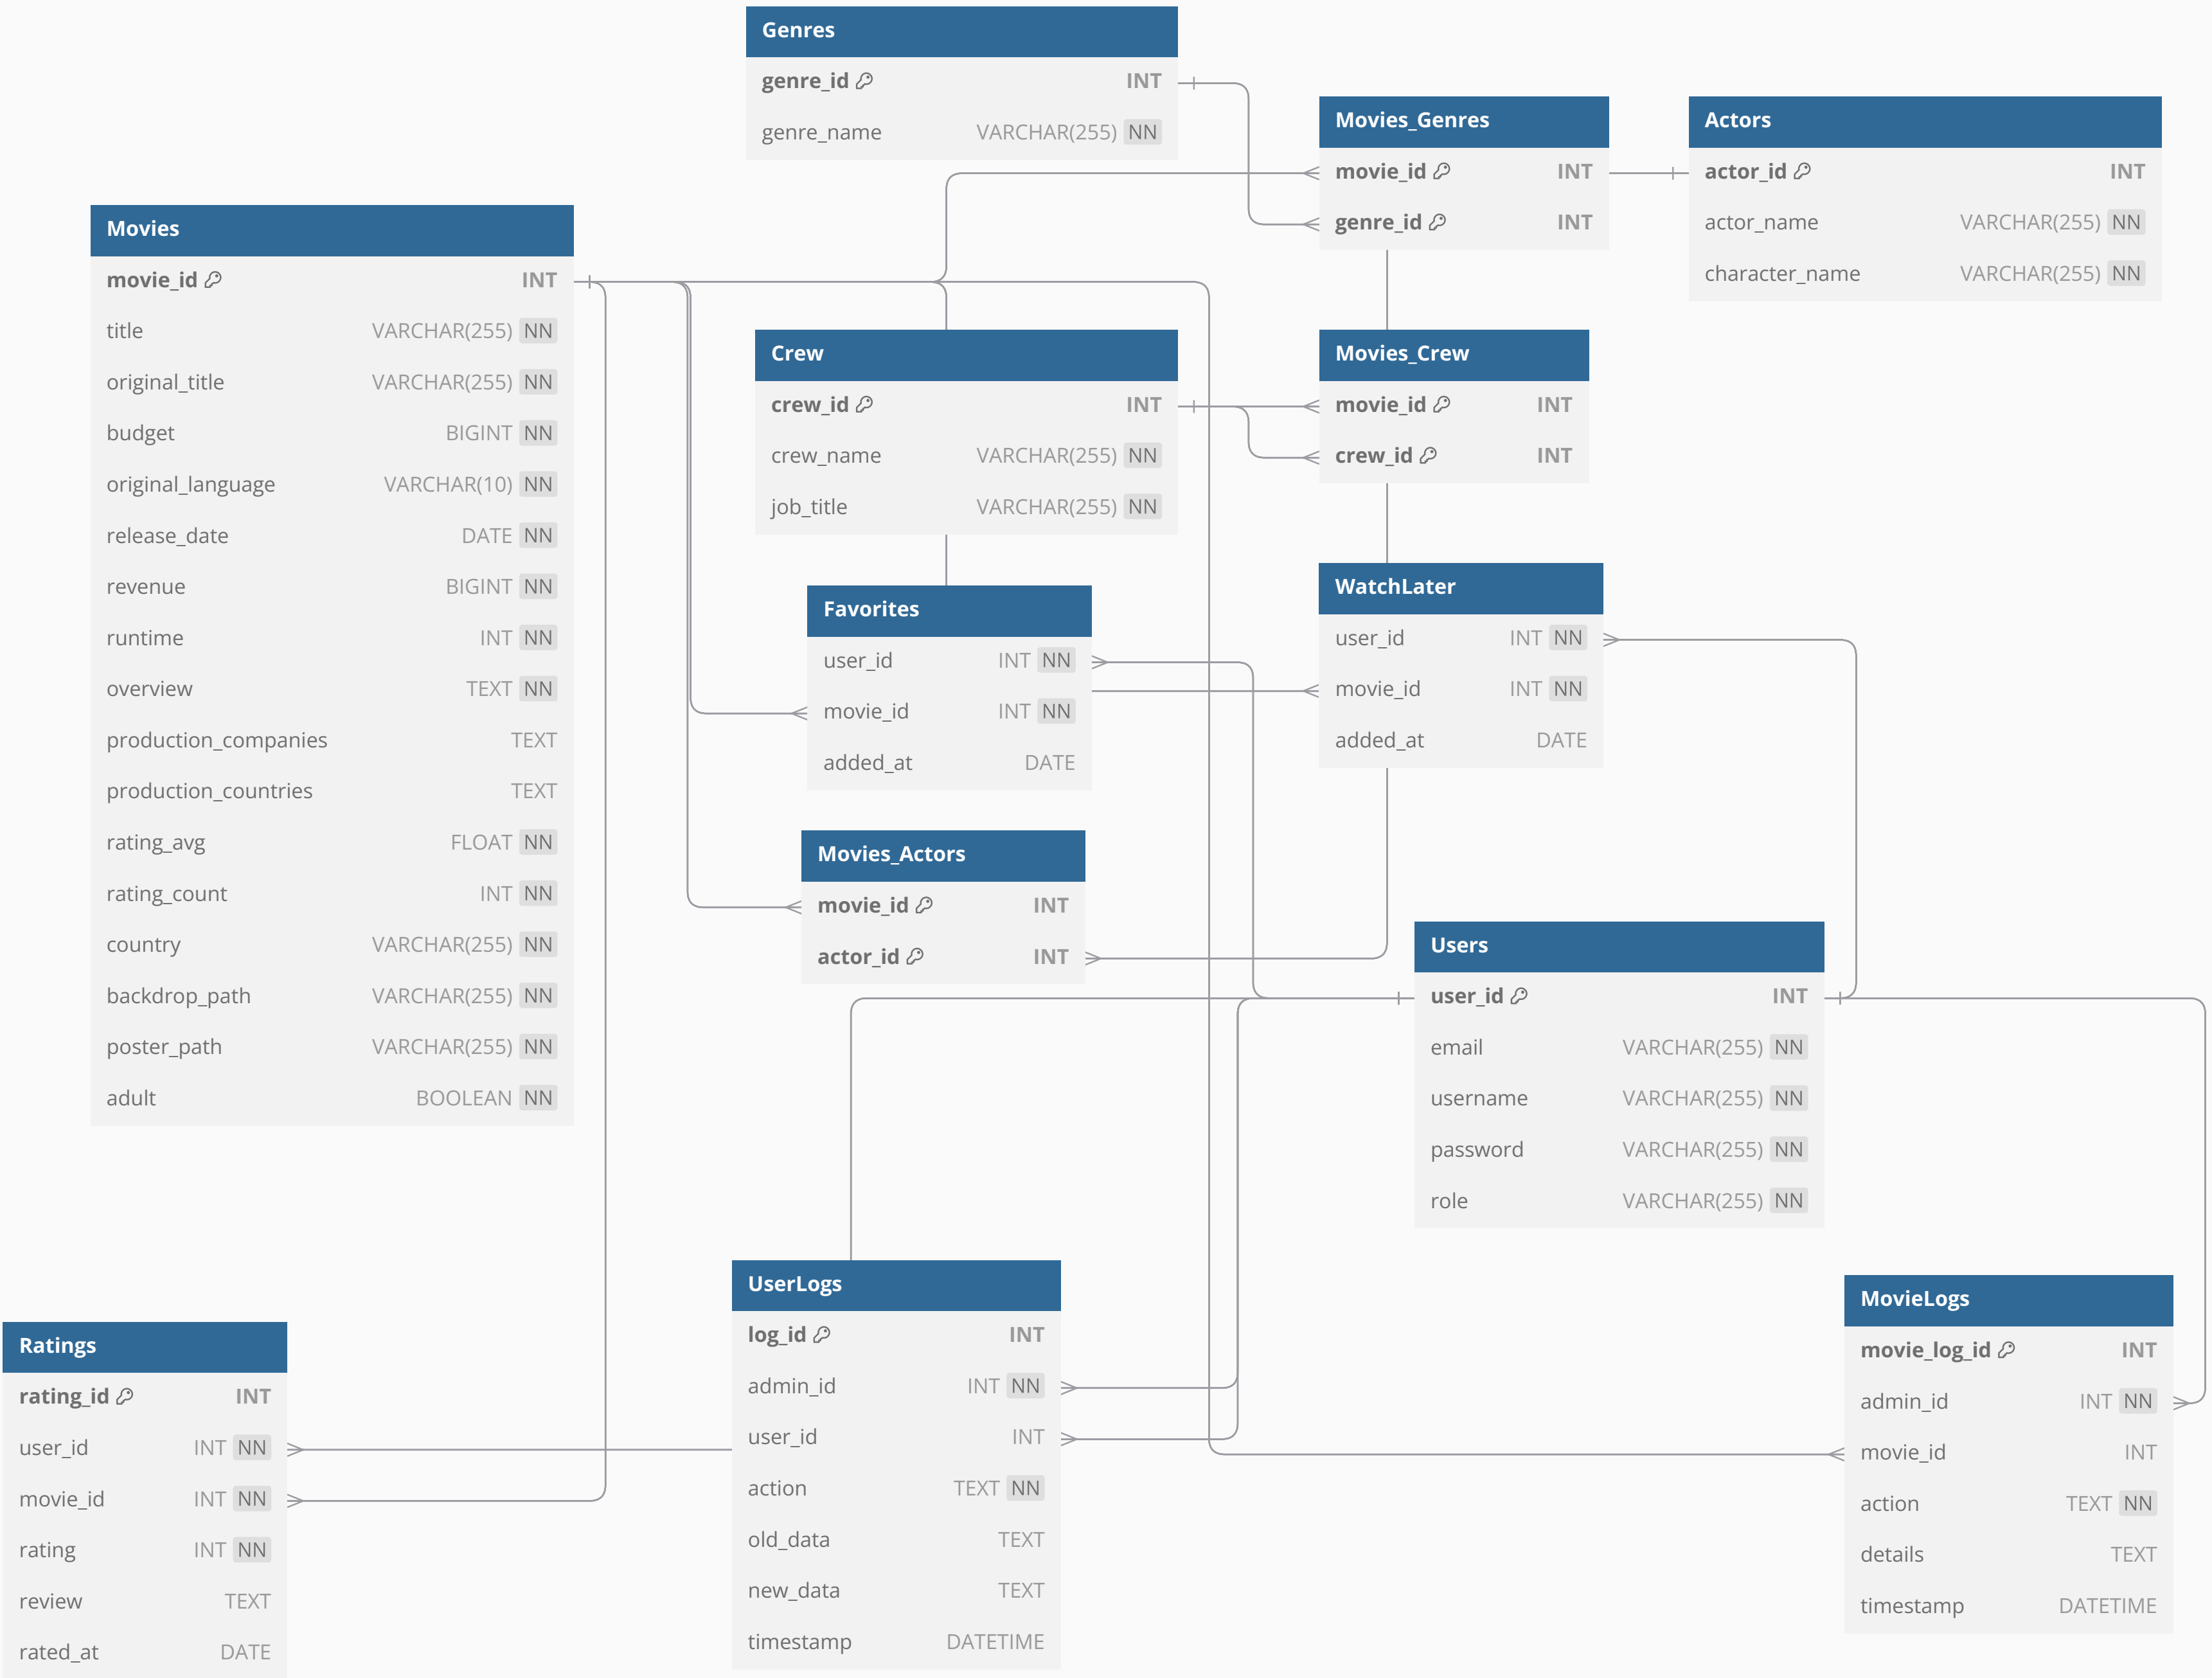 Genres
genre_id INT
genre_name VARCHAR(255) NN
Movies_Genres
movie_id INT
genre_id INT
Actors
actor_id INT
actor_name VARCHAR(255) NN
character_name VARCHAR(255) NN
Movies
movie_id INT
title VARCHAR(255) NN
original_title VARCHAR(255) NN
budget BIGINT NN
original_language VARCHAR(10) NN
release_date DATE NN
revenue BIGINT NN
runtime INT NN
overview TEXT NN
production_companies TEXT
production_countries TEXT
rating_avg FLOAT NN
rating_count INT NN
country VARCHAR(255) NN
backdrop_path VARCHAR(255) NN
poster_path VARCHAR(255) NN
adult BOOLEAN NN
Crew
crew_id INT
crew_name VARCHAR(255) NN
job_title VARCHAR(255) NN
Movies_Crew
movie_id INT
crew_id INT
Favorites
user_id INT NN
movie_id INT NN
added_at DATE
WatchLater
user_id INT NN
movie_id INT NN
added_at DATE
Movies_Actors
movie_id INT
actor_id INT
Users
user_id INT
email VARCHAR(255) NN
username VARCHAR(255) NN
password VARCHAR(255) NN
role VARCHAR(255) NN
Ratings
rating_id INT
user_id INT NN
movie_id INT NN
rating INT NN
review TEXT
rated_at DATE
UserLogs
log_id INT
admin_id INT NN
user_id INT
action TEXT NN
old_data TEXT
new_data TEXT
timestamp DATETIME
MovieLogs
movie_log_id INT
admin_id INT NN
movie_id INT
action TEXT NN
details TEXT
timestamp DATETIME